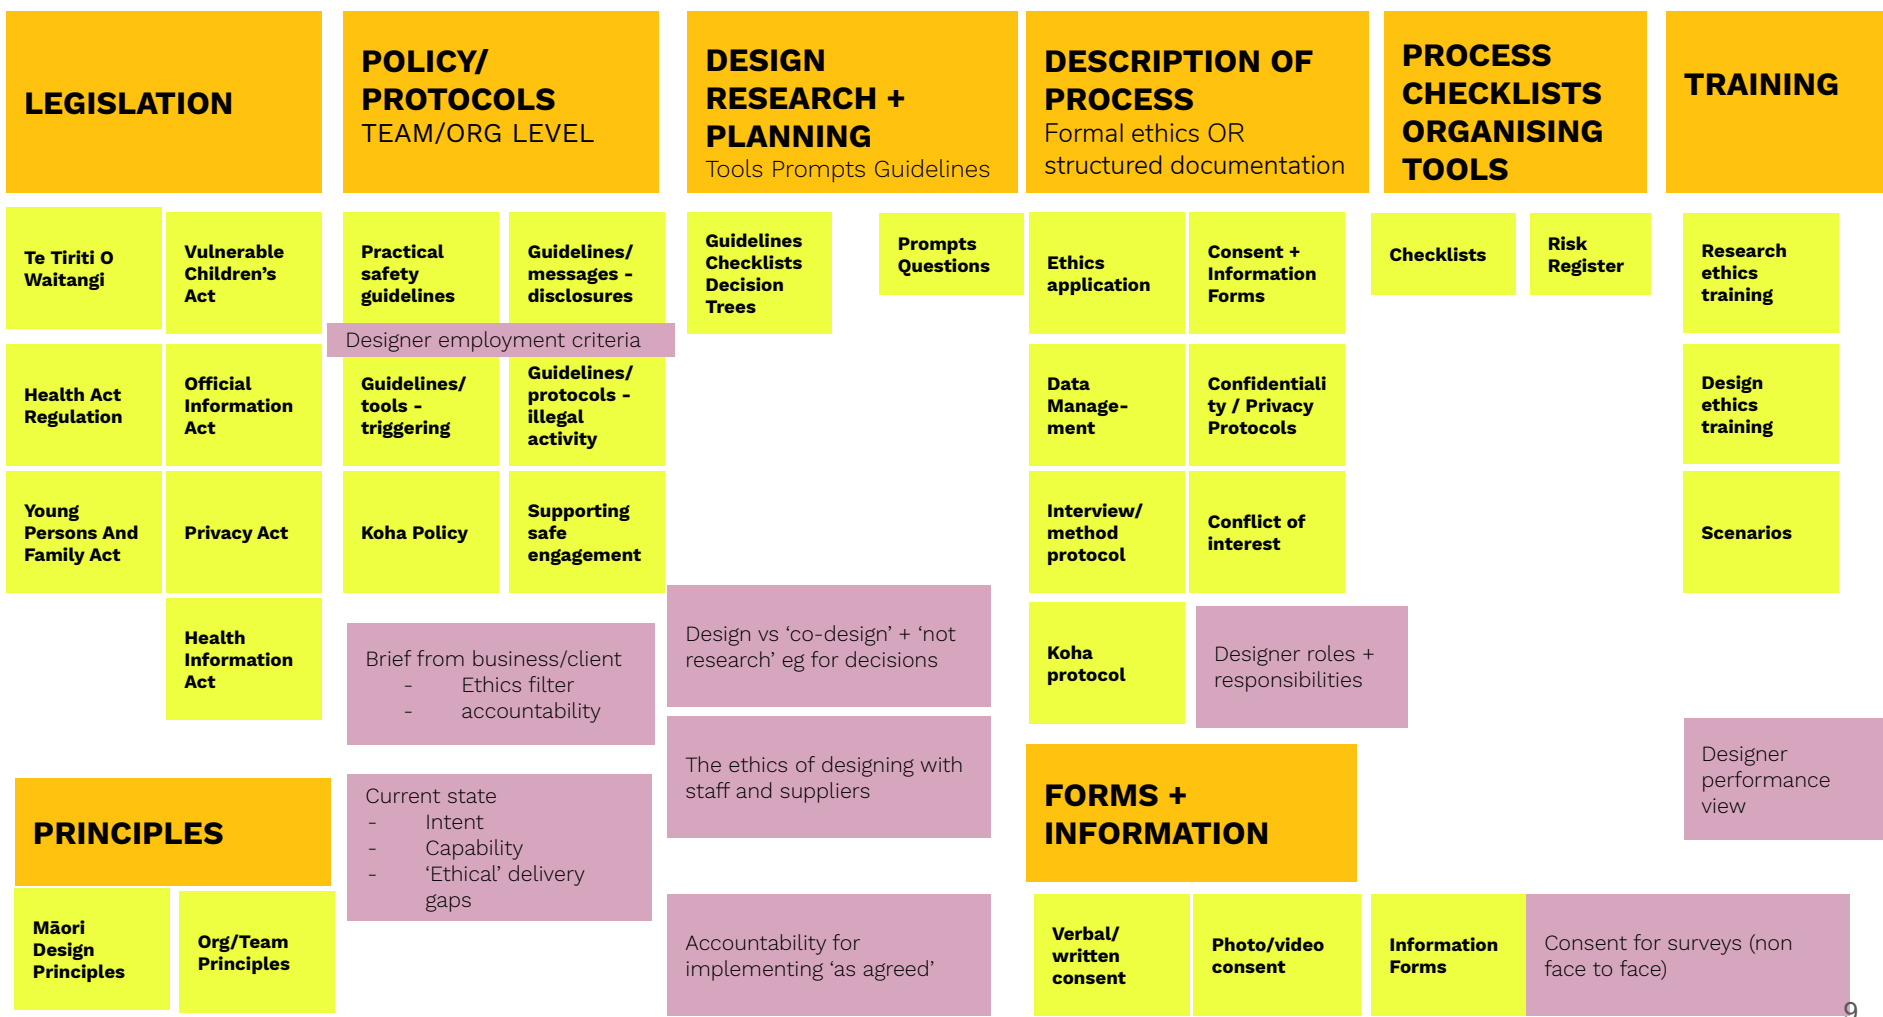 LEGISLATION
POLICY/
PROTOCOLS
TEAM/ORG LEVEL
DESIGN
RESEARCH +
PLANNING
Tools Prompts Guidelines
DESCRIPTION OF
PROCESS
Formal ethics OR
structured documentation
PROCESS
CHECKLISTS
ORGANISING
TOOLS
TRAINING
Te Tiriti O
Waitangi
Vulnerable
Children’s
Act
Practical
safety
guidelines
Guidelines/
messages -
disclosures
Guidelines
Checklists
Decision
Trees
Prompts
Questions
Ethics
application
Consent +
Information
Forms
Checklists
Risk
Register
Research
ethics
training
Designer employment criteria
Health Act
Regulation
Official
Information
Act
Guidelines/
tools -
triggering
Guidelines/
protocols -
illegal
activity
Data
Manage-
ment
Confidentiali
ty / Privacy
Protocols
Design
ethics
training
Young
Persons And
Family Act
Privacy Act
Koha Policy
Supporting
safe
engagement
Interview/
method
protocol
Conflict of
interest
Scenarios
Health
Information
Act
Brief from business/client
- Ethics filter
- accountability
Design vs ‘co-design’ + ‘not
research’ eg for decisions
Koha
protocol
Designer roles +
responsibilities
The ethics of designing with
staff and suppliers
Designer
performance
view
PRINCIPLES
Current state
- Intent
- Capability
- ‘Ethical’ delivery
gaps
FORMS +
INFORMATION
Māori
Design
Principles
Org/Team
Principles
Accountability for
implementing ‘as agreed’
Verbal/
written
consent
Photo/video
consent
Information
Forms
Consent for surveys (non
face to face)
9